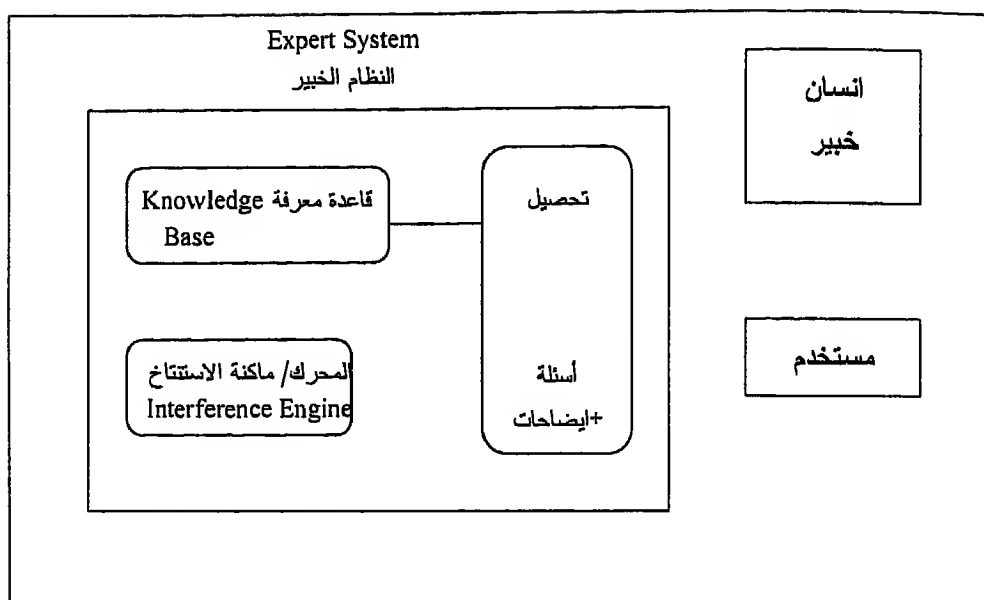 Expert System
النظام الخبير
انسان
خبير
قاعدة معرفة Knowledge
Base
تحصيل
المحرك/ ماكنة الاستنتاخ
Interference Engine
أسئلة
+ايضاحات
مستخدم